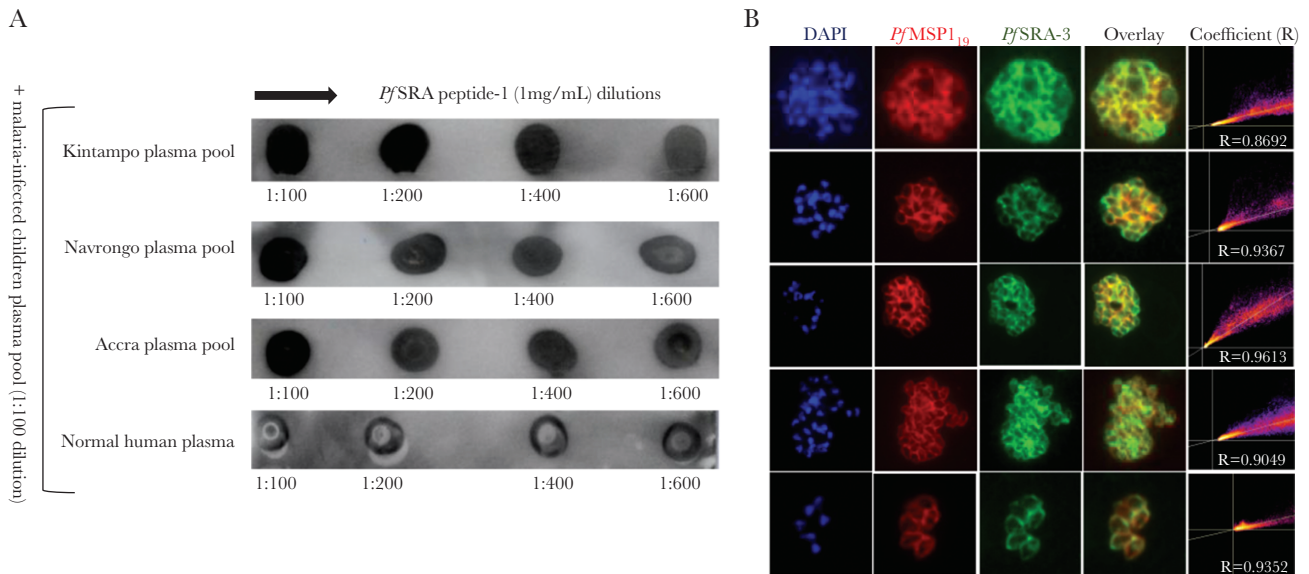 A
+ malaria-infected children plasma pool (1:100 dilution)
PfSRA peptide-1 (1mg/mL) dilutions
Kintampo plasma pool
1:100 1:200 1:400 1:600
Navrongo plasma pool
1:100 1:200 1:400 1:600
Accra plasma pool
1:100 1:200 1:400 1:600
Normal human plasma
1:100 1:200 1:400 1:600
B
DAPI PfMSP1₁₉ PfSRA-3 Overlay Coefficient (R)
R=0.8692
R=0.9367
R=0.9613
R=0.9049
R=0.9352